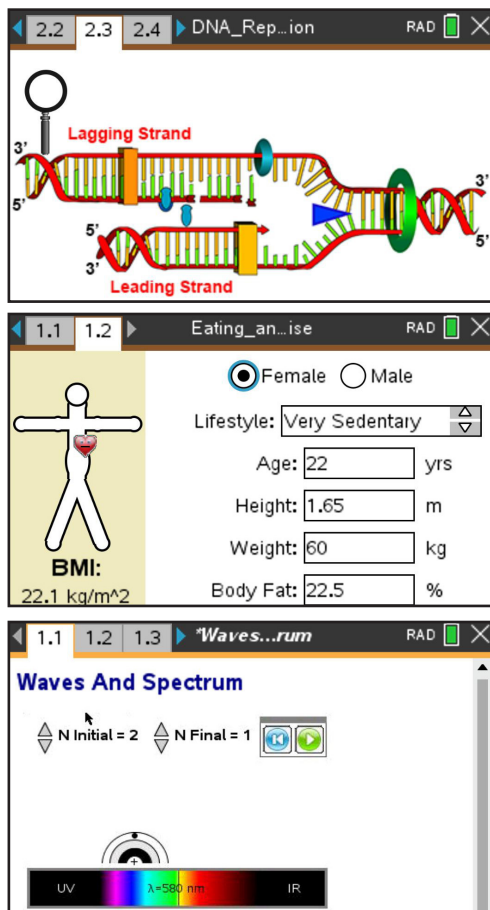 2.2 2.3 2.4 DNA_Rep...ion RAD
Lagging Strand
3'
3'
5'
5'
5'
3'
Leading Strand
1.1 1.2 Eating_an...ise RAD
Female Male
Lifestyle: Very Sedentary
Age: 22 yrs
Height: 1.65 m
Weight: 60 kg
BMI:
22.1 kg/m^2
Body Fat: 22.5 %
1.1 1.2 1.3 *Waves...rum RAD
Waves And Spectrum
N Initial = 2 N Final = 1
+
UV λ=580 nm IR